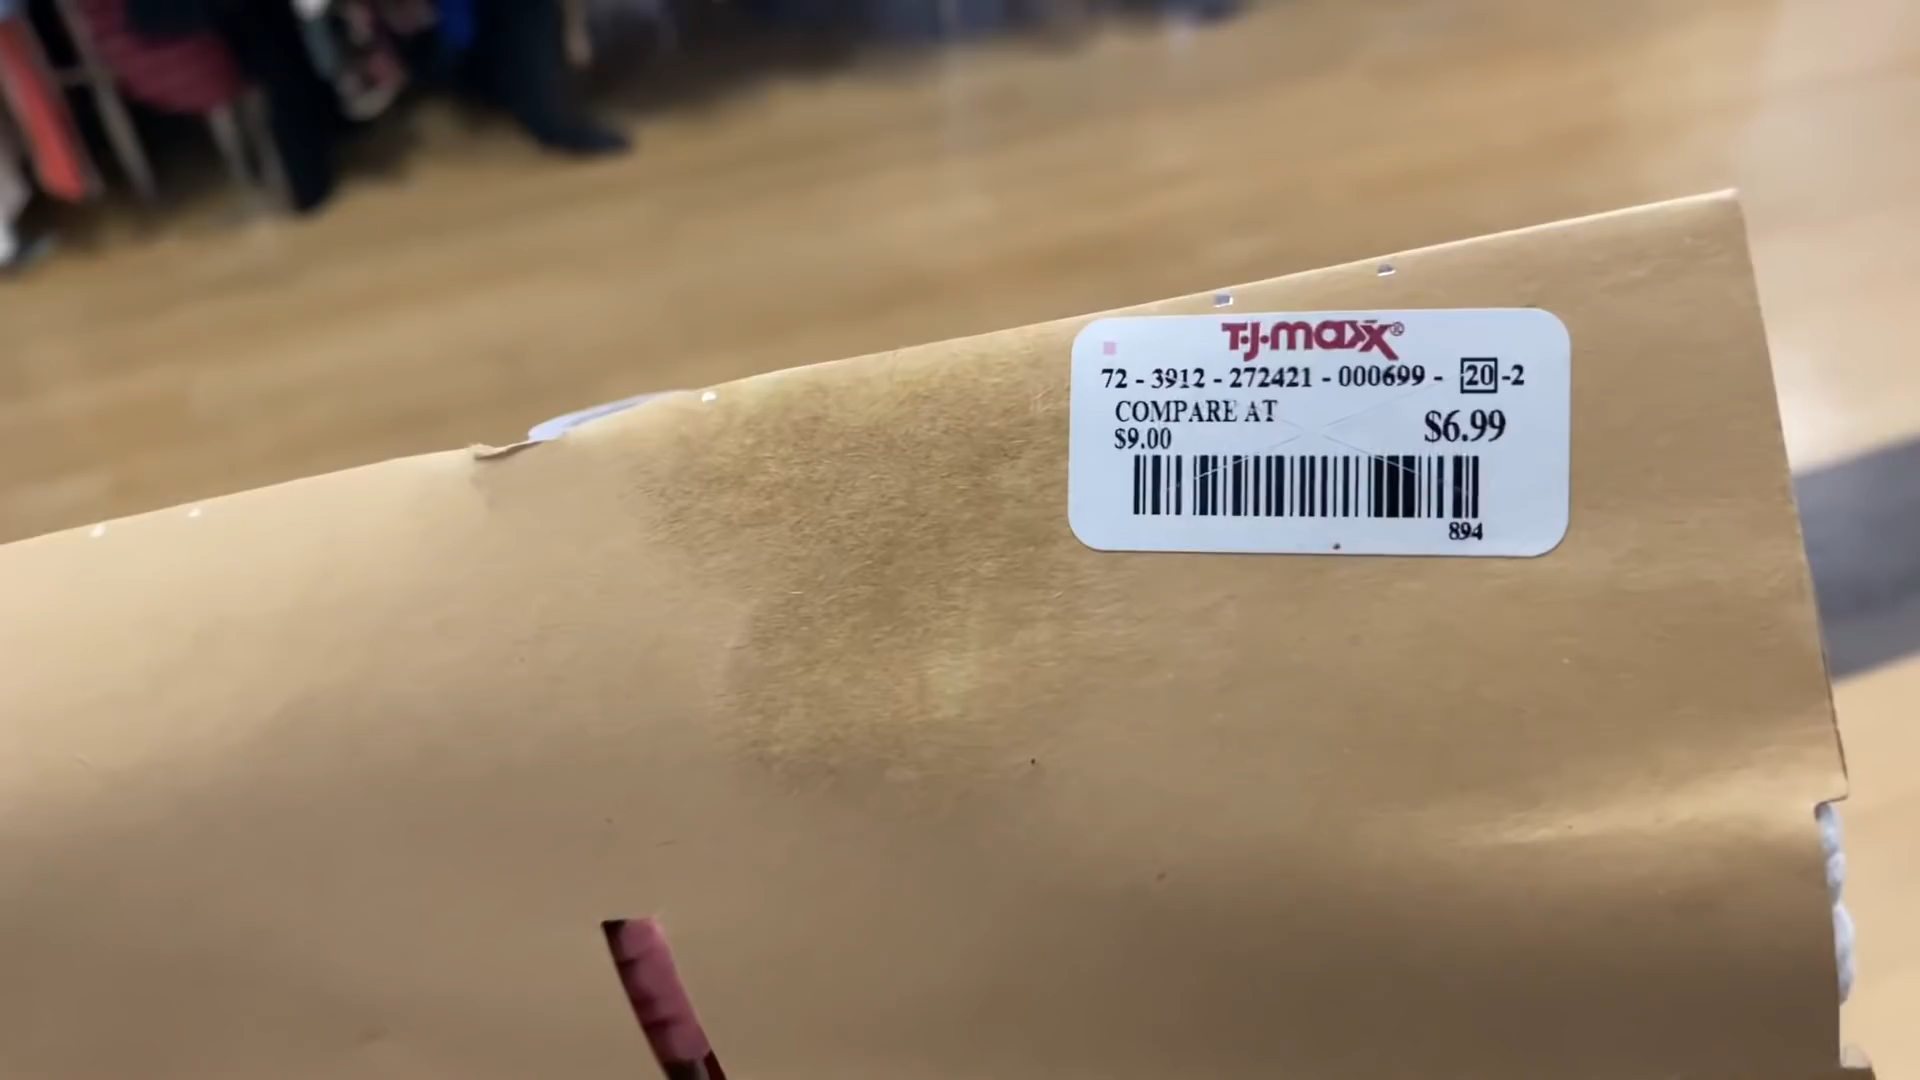 T·J·maxx®
72 - 3912 - 272421 - 000699 - 20 -2
COMPARE AT
$9.00
$6.99
894